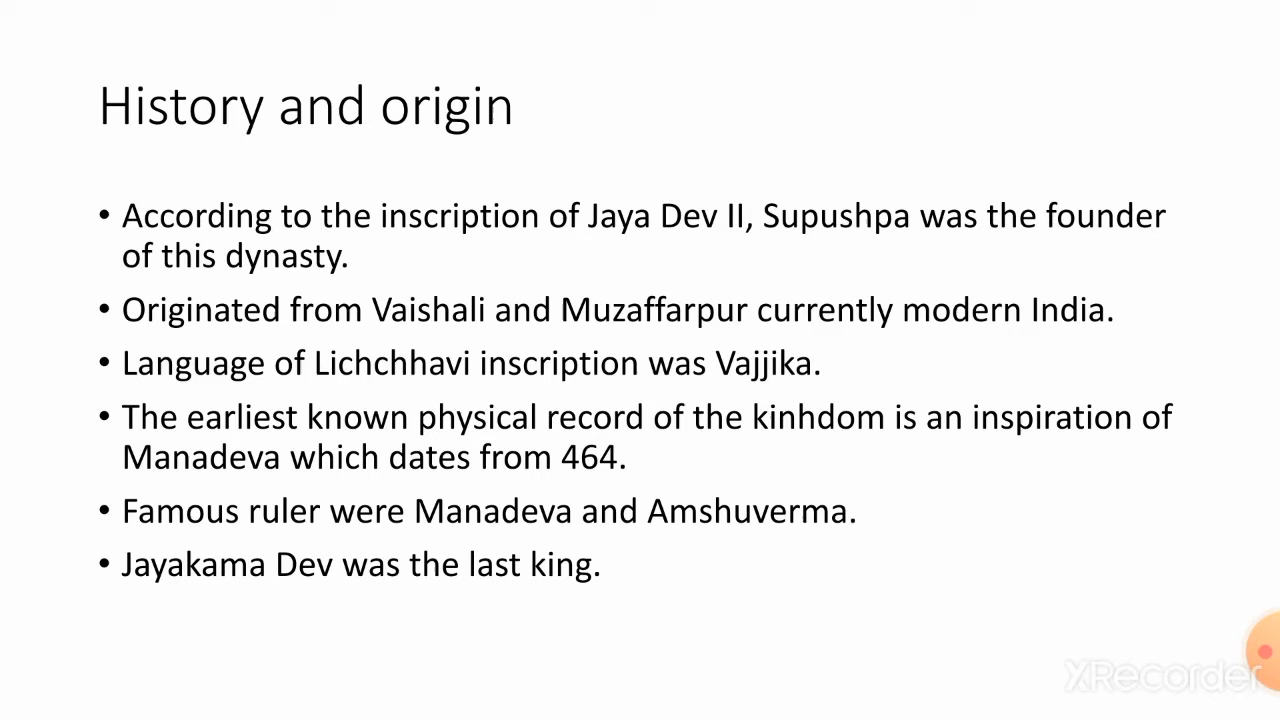 History and origin
• According to the inscription of Jaya Dev II, Supushpa was the founder
of this dynasty.
• Originated from Vaishali and Muzaffarpur currently modern India.
• Language of Lichchhavi inscription was Vajjika.
• The earliest known physical record of the kinhdom is an inspiration of
Manadeva which dates from 464.
• Famous ruler were Manadeva and Amshuverma.
• Jayakama Dev was the last king.
XRecorder